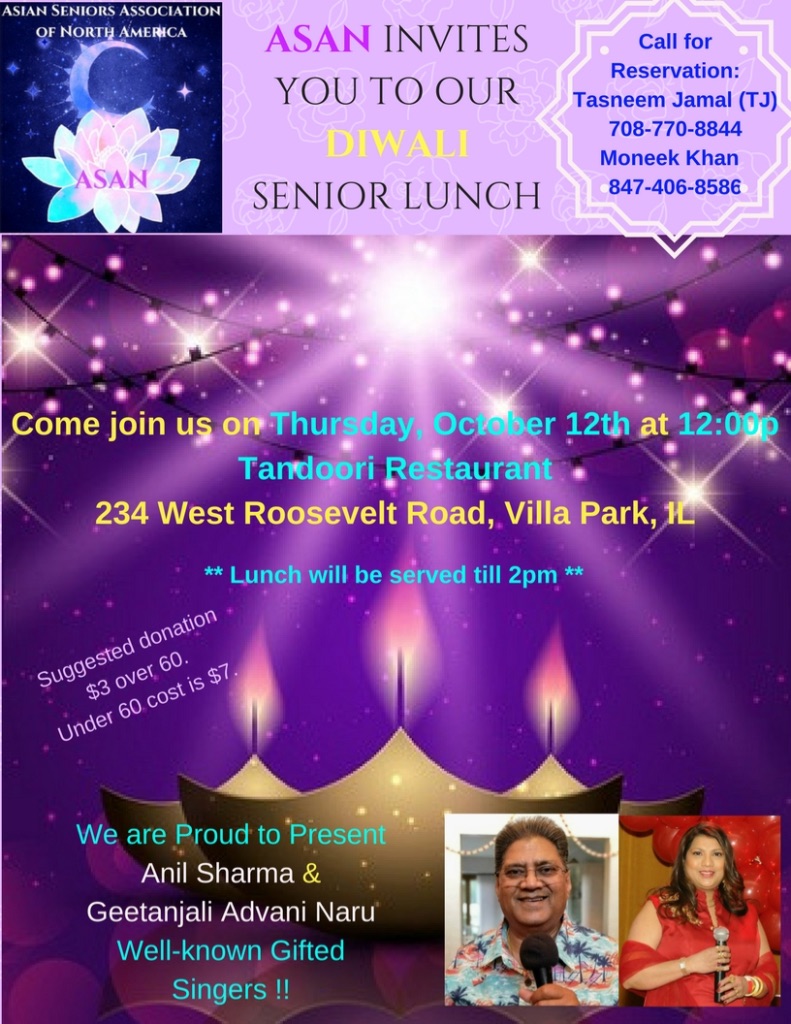 ASIAN SENIORS ASSOCIATION
OF NORTH AMERICA
ASAN
ASAN INVITES
YOU TO OUR
DIWALI
SENIOR LUNCH
Call for
Reservation:
Tasneem Jamal (TJ)
708-770-8844
Moneek Khan
847-406-8586
Come join us on Thursday, October 12th at 12:00p
Tandoori Restaurant
234 West Roosevelt Road, Villa Park, IL
** Lunch will be served till 2pm **
Suggested donation
$3 over 60.
Under 60 cost is $7.
We are Proud to Present
Anil Sharma &
Geetanjali Advani Naru
Well-known Gifted
Singers !!